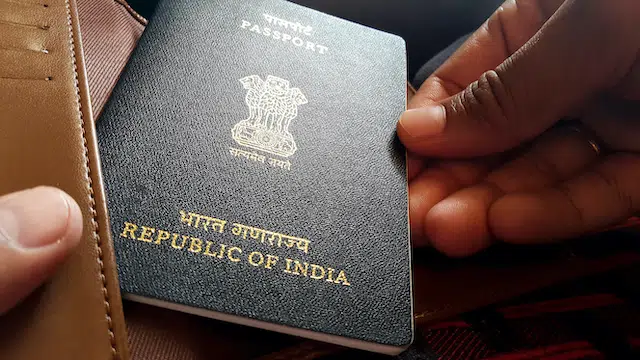 पासपोर्ट
PASSPORT
सत्यमेव जयते
भारत गणराज्य
REPUBLIC OF INDIA